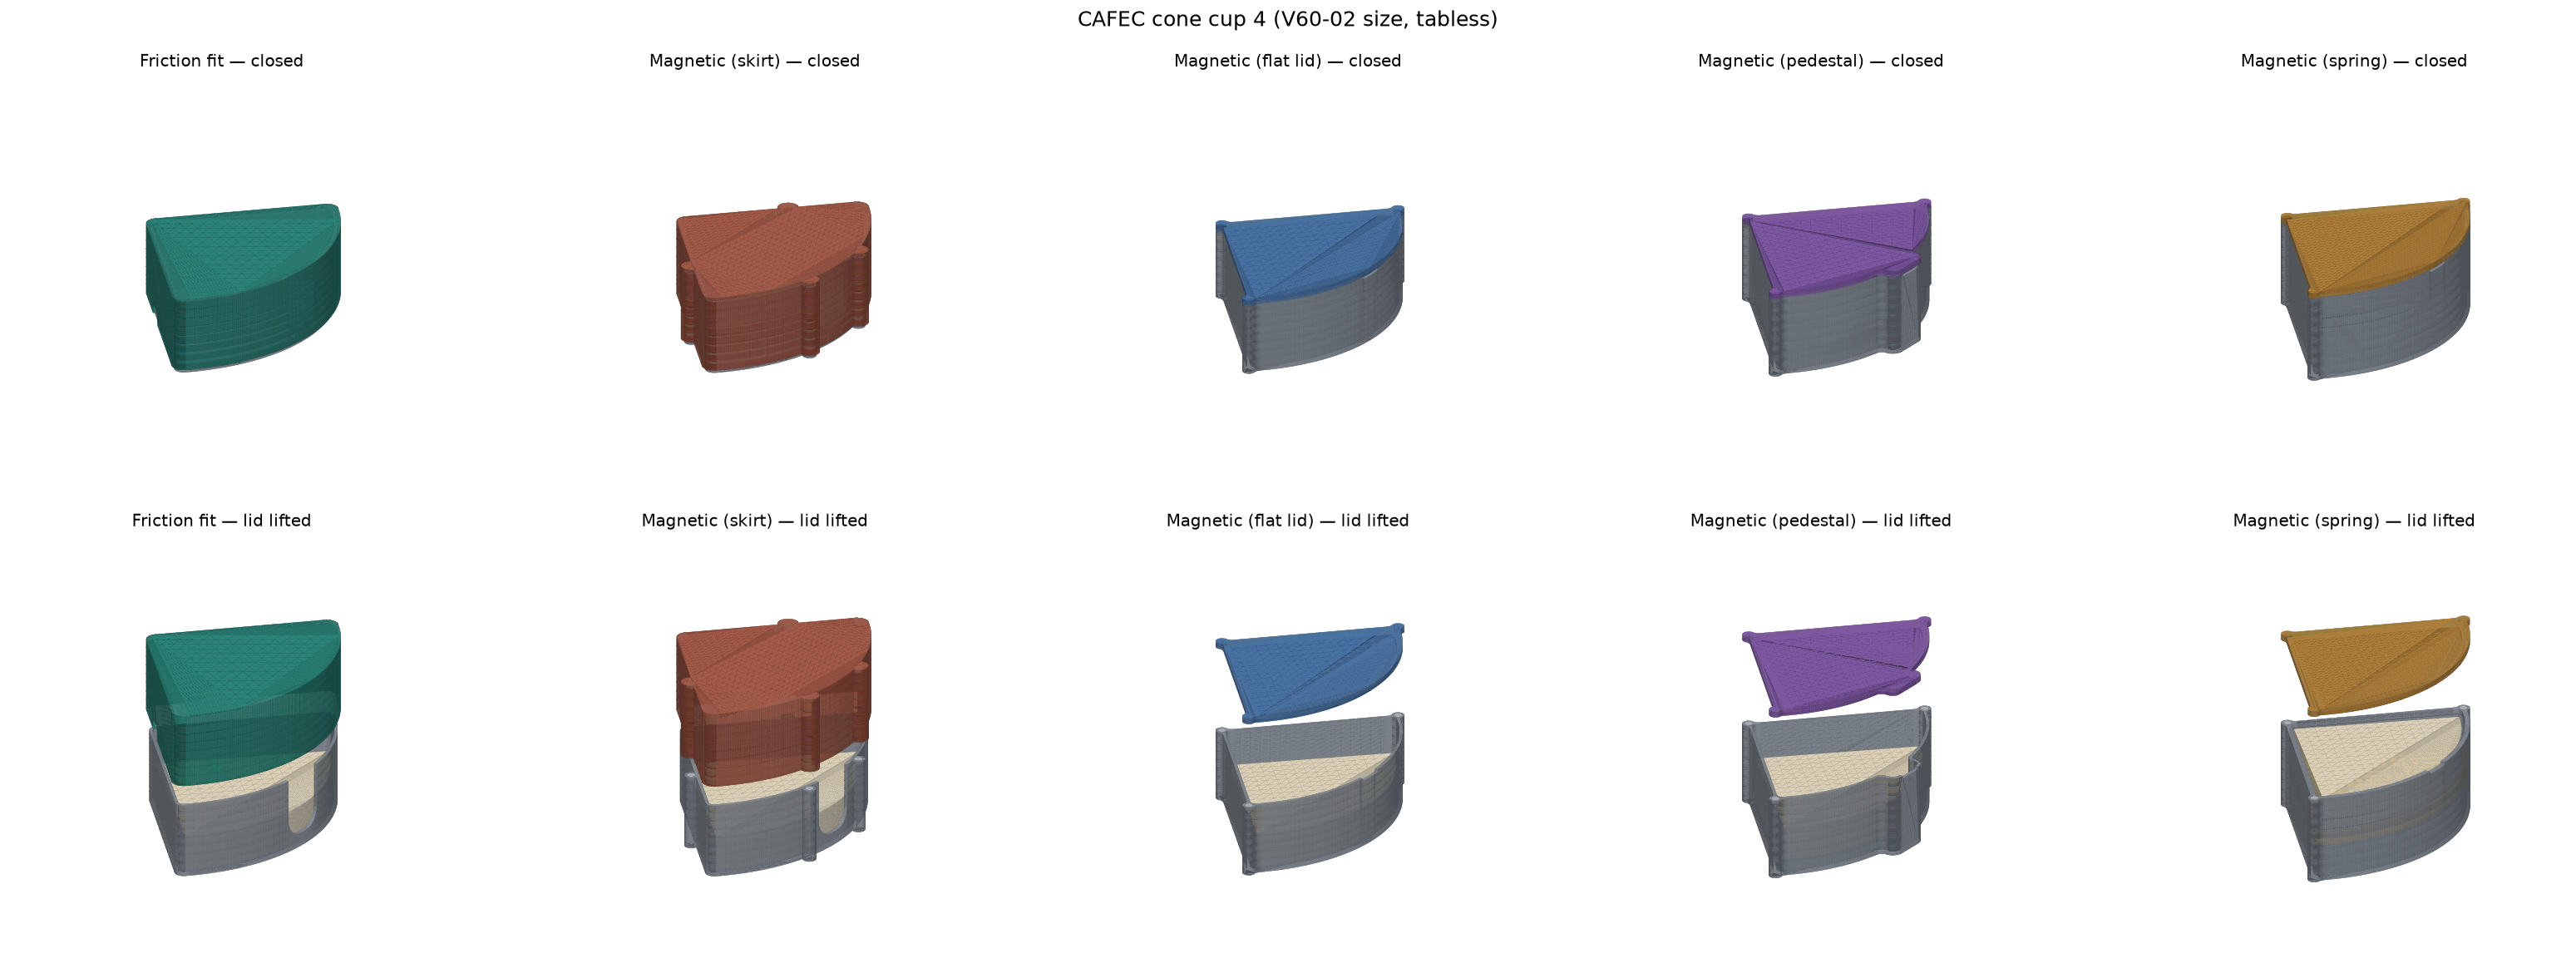 CAFEC cone cup 4 (V60-02 size, tabless)
Friction fit — closed
Magnetic (skirt) — closed
Magnetic (flat lid) — closed
Magnetic (pedestal) — closed
Magnetic (spring) — closed
Friction fit — lid lifted
Magnetic (skirt) — lid lifted
Magnetic (flat lid) — lid lifted
Magnetic (pedestal) — lid lifted
Magnetic (spring) — lid lifted